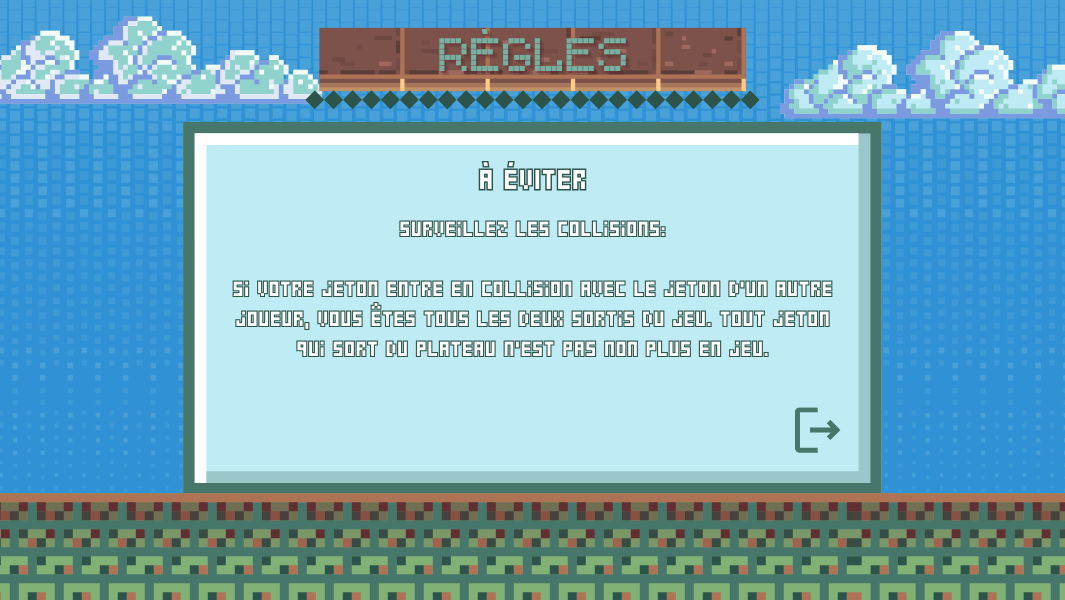 RÈGLES
À ÉVITER
SURVEILLEZ LES COLLISIONS:
SI VOTRE JETON ENTRE EN COLLISION AVEC LE JETON D'UN AUTRE
JOUEUR, VOUS ÊTES TOUS LES DEUX SORTIS DU JEU. TOUT JETON
QUI SORT DU PLATEAU N'EST PAS NON PLUS EN JEU.